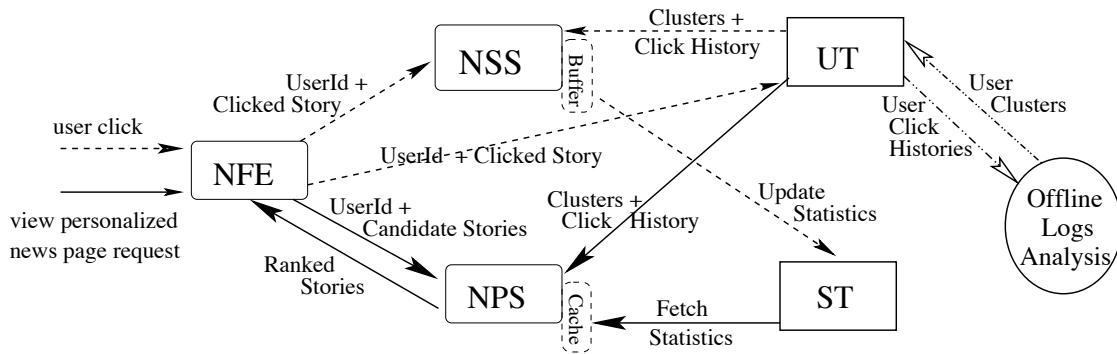 Clusters +
Click History
NSS
Buffer
UT
UserId +
Clicked Story
User
Clusters
User
Click
Histories
user click
NFE
UserId + Clicked Story
view personalized
news page request
UserId +
Candidate Stories
Clusters +
Click History
Update
Statistics
Offline
Logs
Analysis
Ranked
Stories
NPS
Cache
Fetch
Statistics
ST